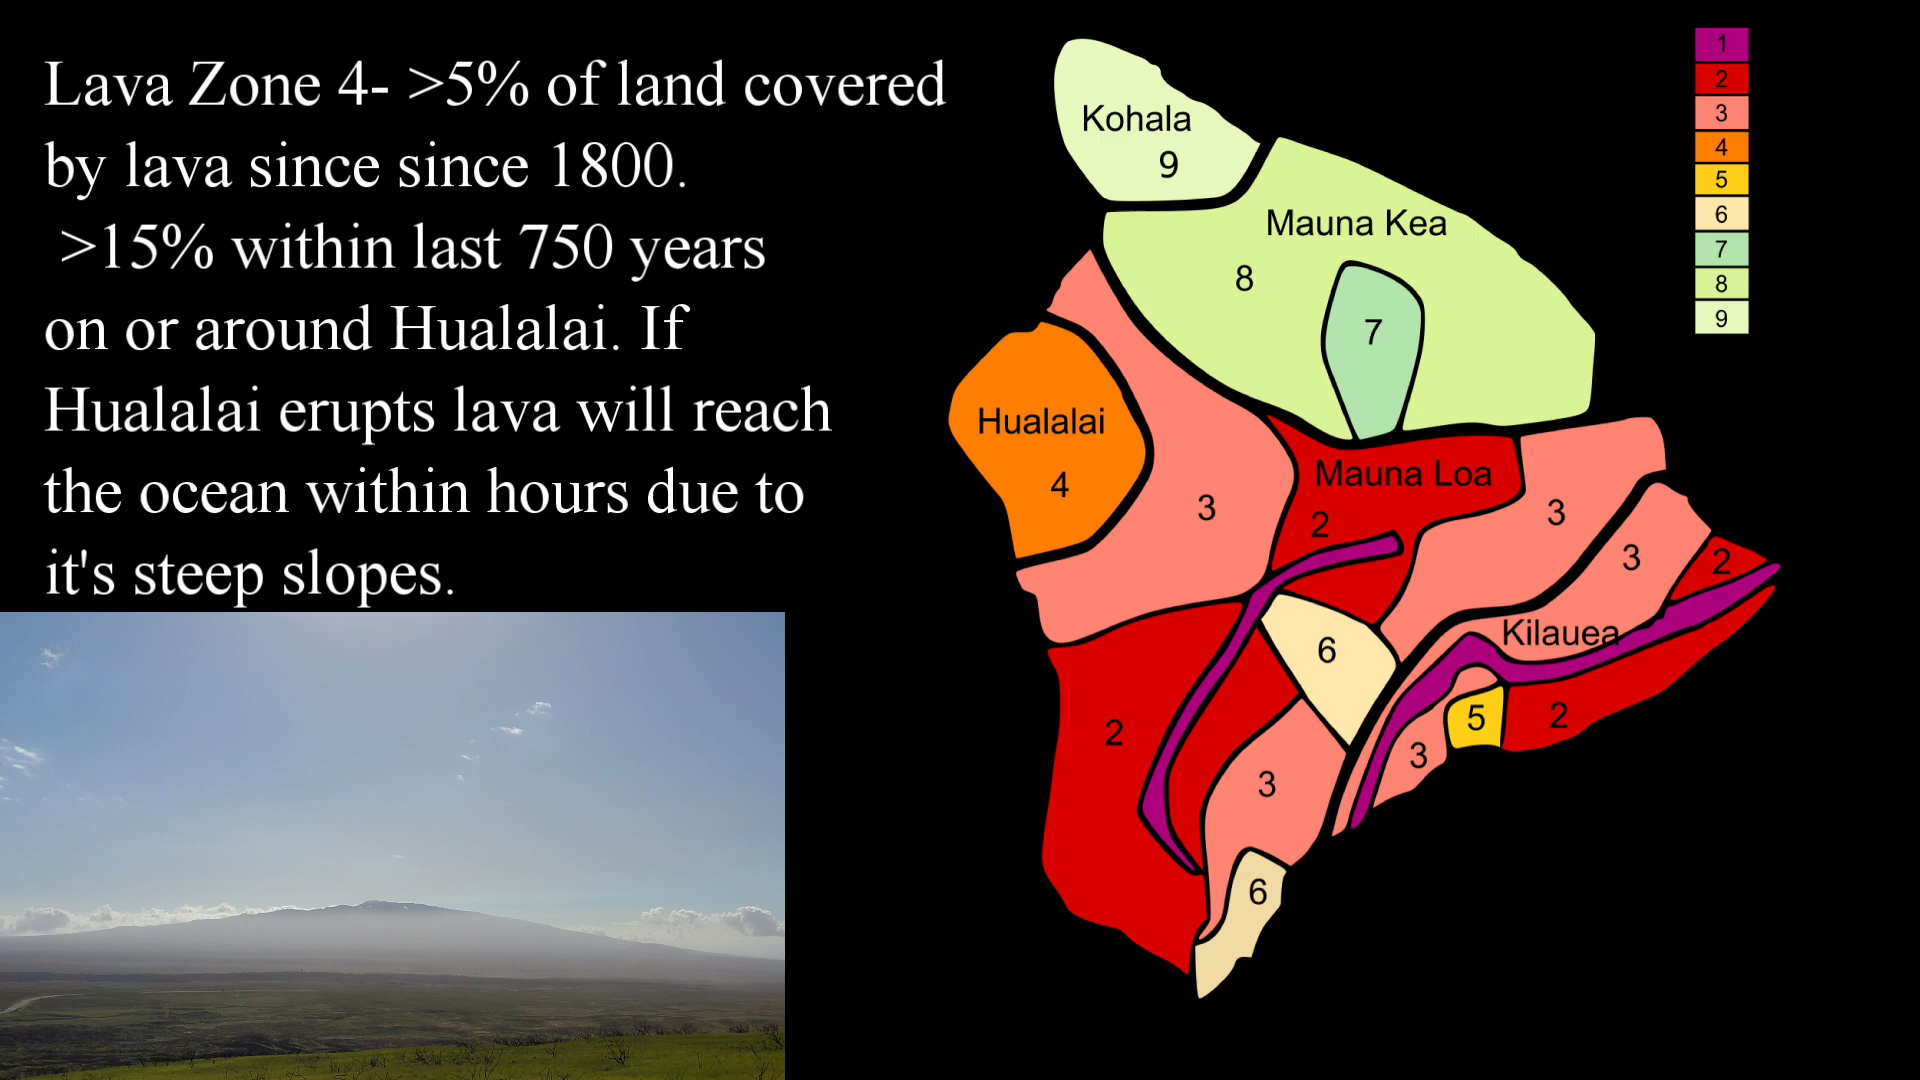 Lava Zone 4- >5% of land covered
by lava since since 1800.
>15% within last 750 years
on or around Hualalai. If
Hualalai erupts lava will reach
the ocean within hours due to
it's steep slopes.
Kohala
9
Mauna Kea
8
7
Hualalai
4
3
Mauna Loa
2
3
3
2
Kilauea
6
2
5
2
3
3
6
1
2
3
4
5
6
7
8
9